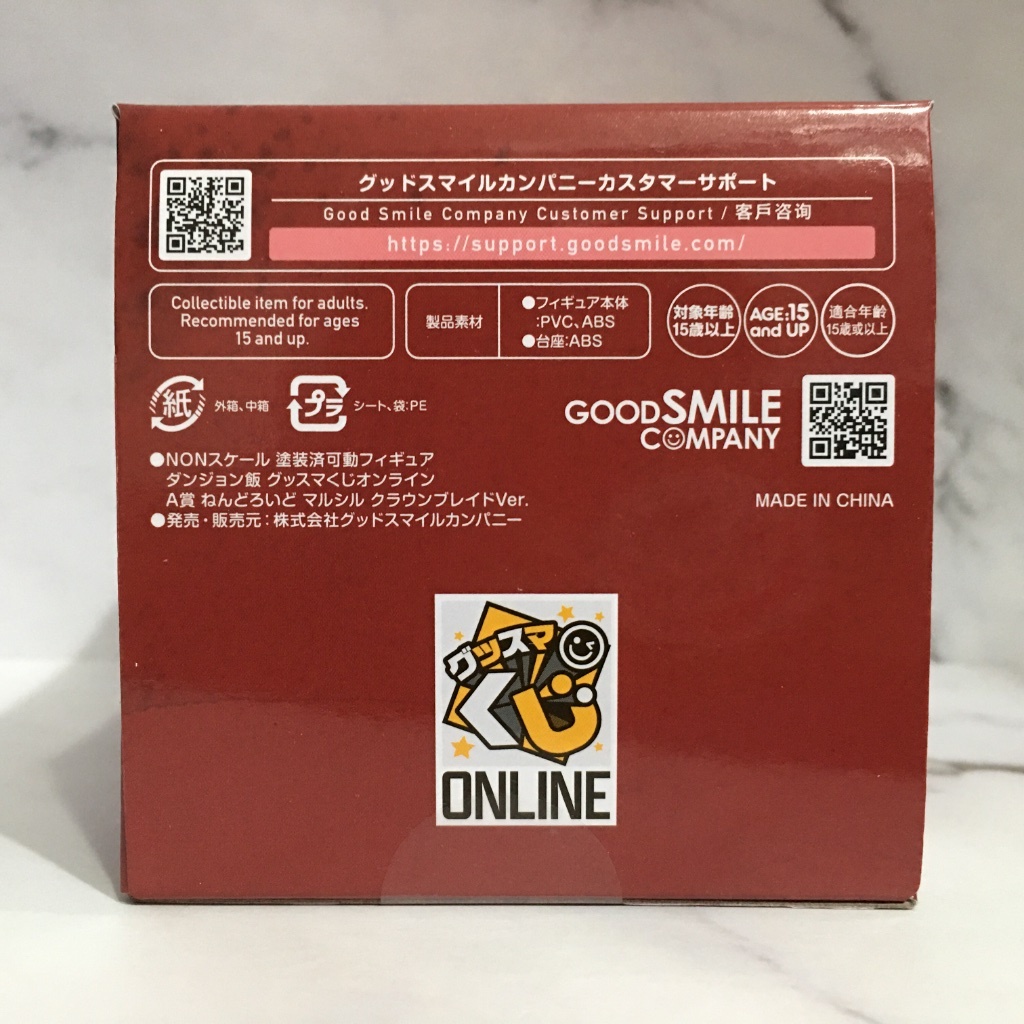 グッドスマイルカンパニーカスタマーサポート
Good Smile Company Customer Support / 客戶咨询
https://support.goodsmile.com/
Collectible item for adults.
Recommended for ages
15 and up.
製品素材
●フィギュア本体
:PVC、ABS
●台座:ABS
対象年齢
15歳以上
AGE:15
and UP
適合年齡
15歲或以上
紙
外箱、中箱
プラ
シート、袋:PE
GOOD SMILE
COMPANY
●NONスケール 塗装済可動フィギュア
ダンジョン飯 グッスマくじオンライン
A賞 ねんどろいど マルシル クラウンブレイドVer.
●発売・販売元:株式会社グッドスマイルカンパニー
MADE IN CHINA
グッスマ
くじ
ONLINE